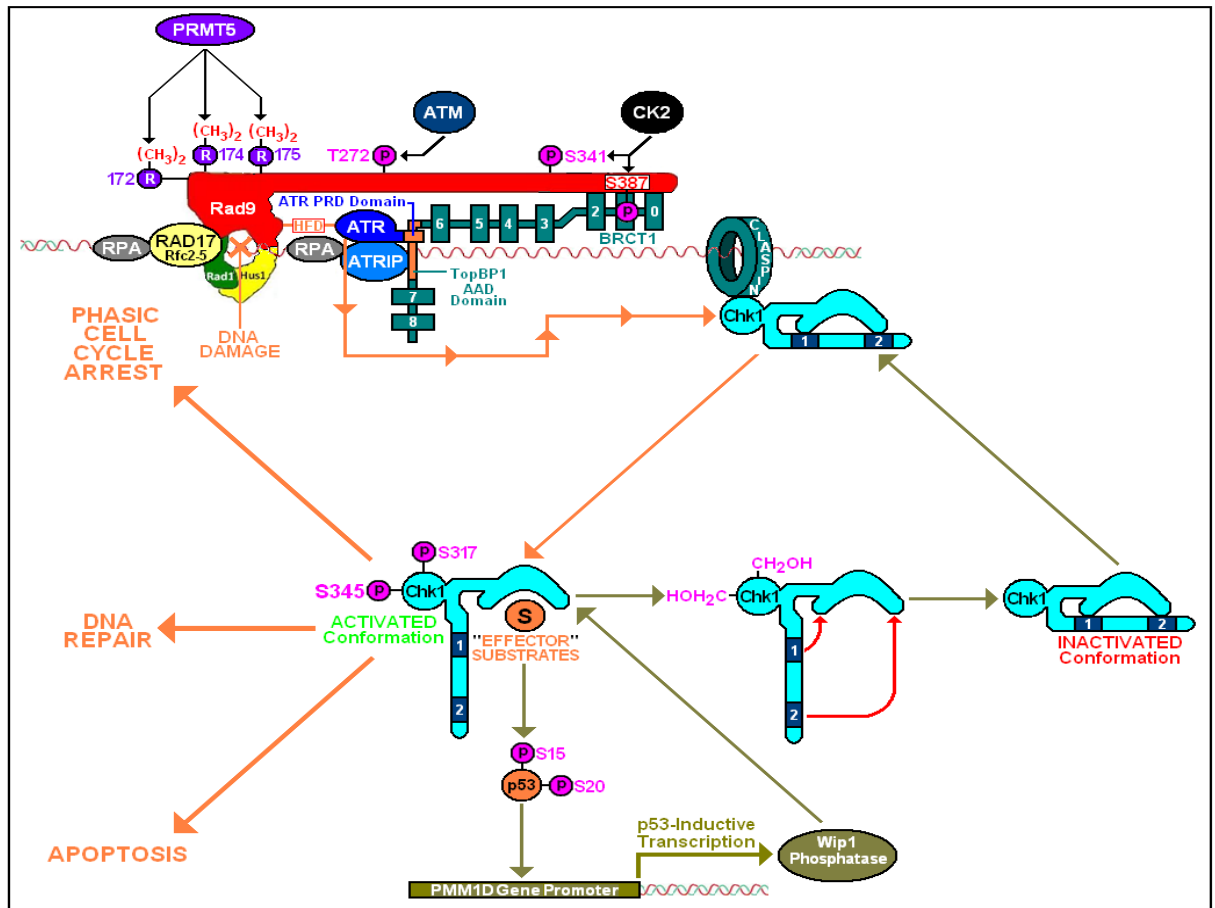 PRMT5
(CH3)2
(CH3)2
(CH3)2
R 174
R 175
172 R
ATM
CK2
T272 P
P S341
S387
Rad9
ATR PRD Domain
HFD
ATR
6
5
4
3
2
P
0
BRCT1
RPA
RAD17
Rfc2-5
RPA
ATRIP
Rad1
Hus1
TopBP1
AAD
Domain
7
8
CLASPIN
Chk1
1
2
DNA
DAMAGE
PHASIC
CELL
CYCLE
ARREST
P S317
S345 P
Chk1
ACTIVATED
Conformation
S
"EFFECTOR"
SUBSTRATES
1
2
CH2OH
HOH2C
Chk1
1
2
Chk1
1
2
INACTIVATED
Conformation
DNA
REPAIR
P S15
p53
P S20
APOPTOSIS
p53-Inductive
Transcription
Wip1
Phosphatase
PMM1D Gene Promoter